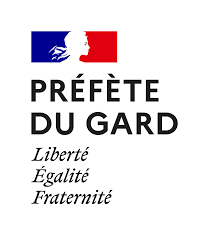 PRÉFÈTE
DU GARD
Liberté
Égalité
Fraternité